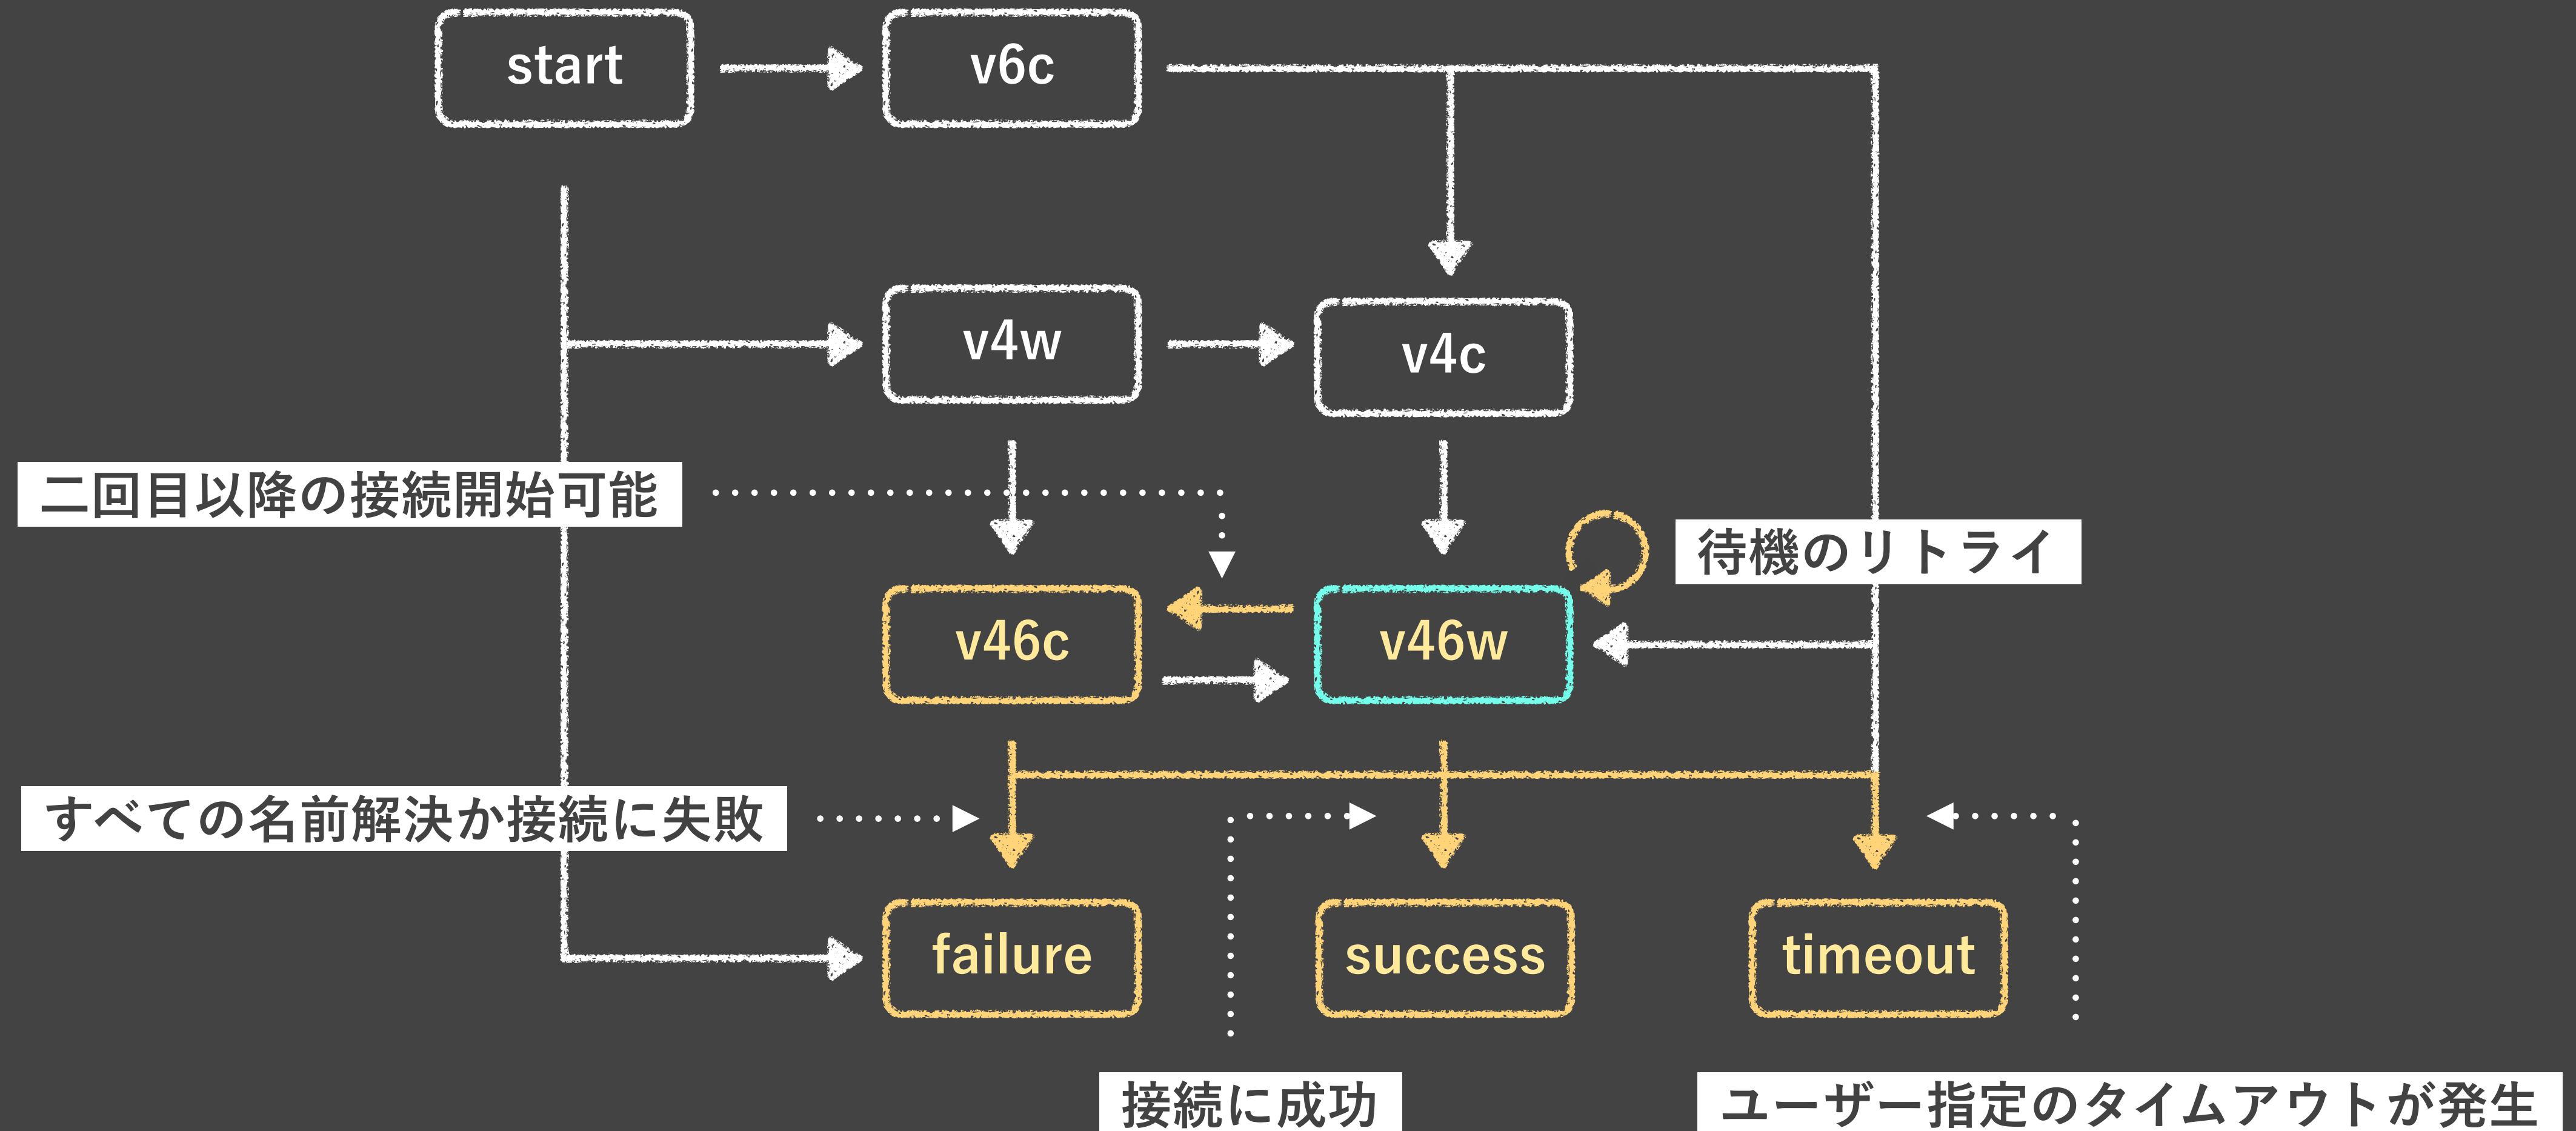 start
v6c
v4w
v4c
二回目以降の接続開始可能
待機のリトライ
v46c
v46w
すべての名前解決か接続に失敗
failure
success
timeout
接続に成功
ユーザー指定のタイムアウトが発生